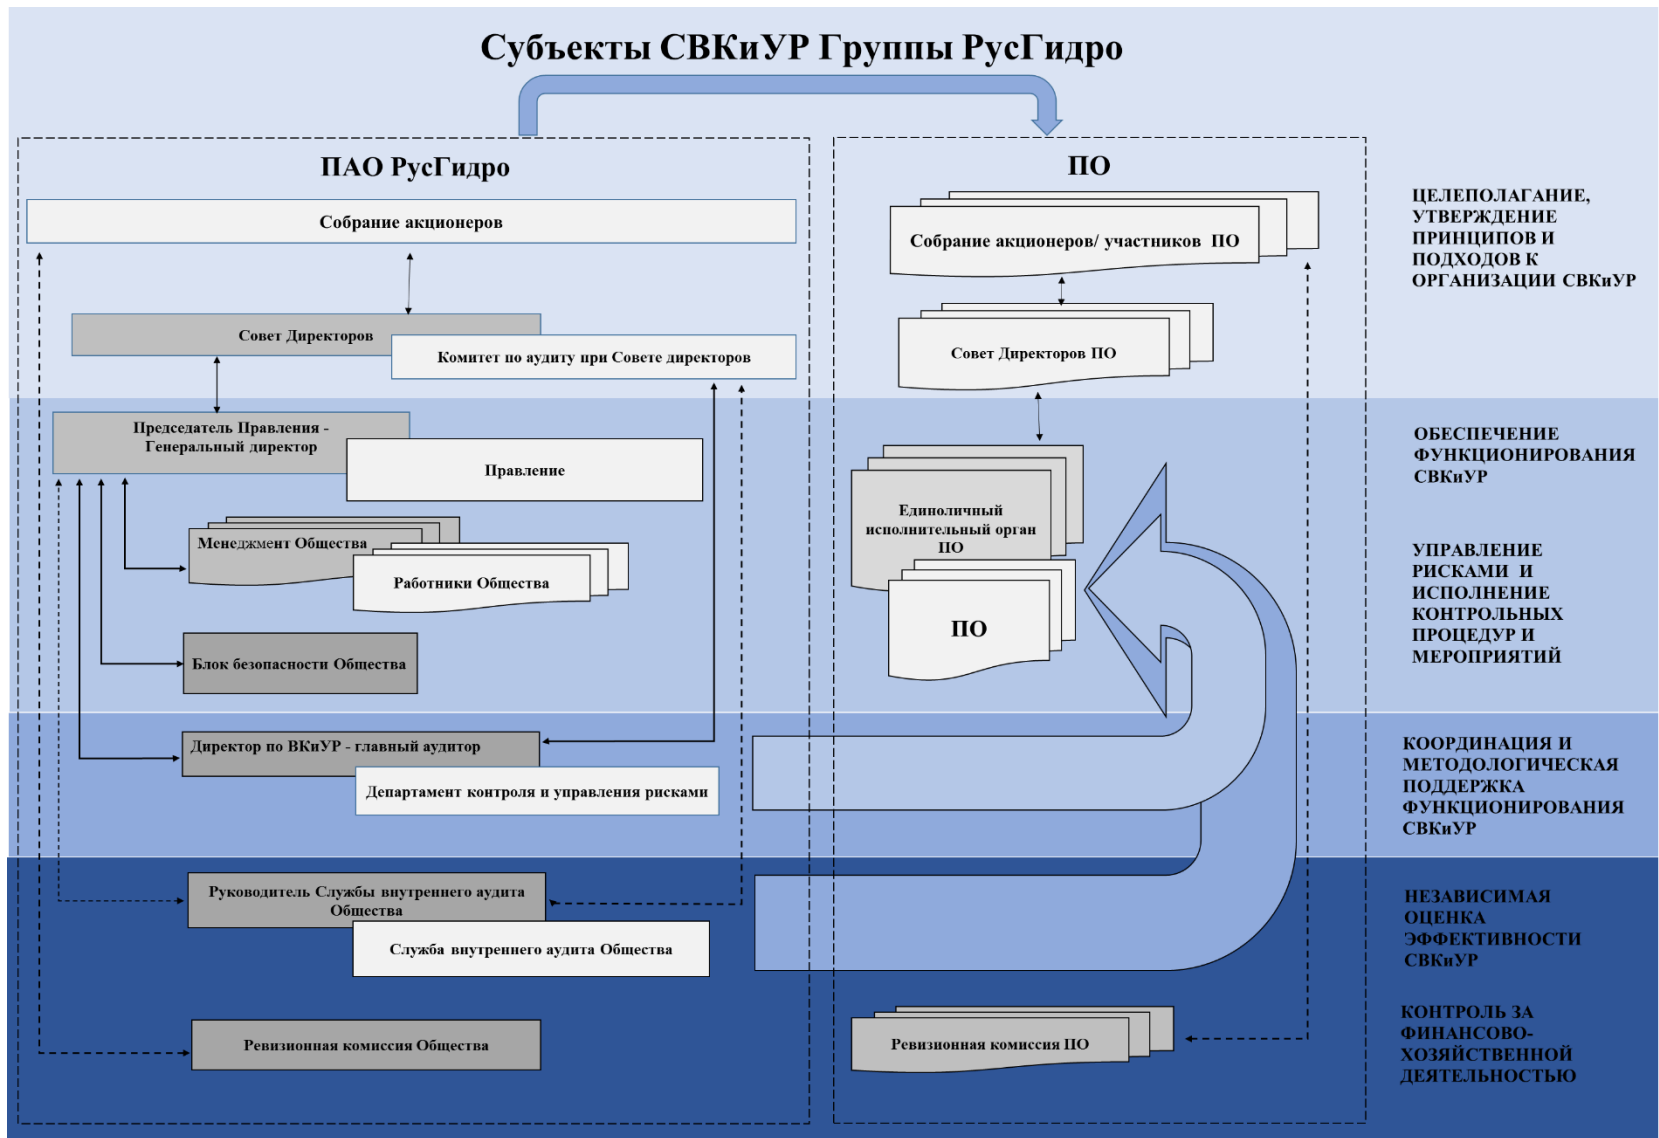 Субъекты СВКиУР Группы РусГидро
ПАО РусГидро
Собрание акционеров
Совет Директоров
Комитет по аудиту при Совете директоров
Председатель Правления -
Генеральный директор
Правление
Менеджмент Общества
Работники Общества
Блок безопасности Общества
Директор по ВКиУР - главный аудитор
Департамент контроля и управления рисками
Руководитель Службы внутреннего аудита
Общества
Служба внутреннего аудита Общества
Ревизионная комиссия Общества
ПО
Собрание акционеров/ участников ПО
Совет Директоров ПО
Единоличный
исполнительный орган
ПО
ПО
Ревизионная комиссия ПО
ЦЕЛЕПОЛАГАНИЕ,
УТВЕРЖДЕНИЕ
ПРИНЦИПОВ И
ПОДХОДОВ К
ОРГАНИЗАЦИИ СВКиУР
ОБЕСПЕЧЕНИЕ
ФУНКЦИОНИРОВАНИЯ
СВКиУР
УПРАВЛЕНИЕ
РИСКАМИ И
ИСПОЛНЕНИЕ
КОНТРОЛЬНЫХ
ПРОЦЕДУР И
МЕРОПРИЯТИЙ
КООРДИНАЦИЯ И
МЕТОДОЛОГИЧЕСКАЯ
ПОДДЕРЖКА
ФУНКЦИОНИРОВАНИЯ
СВКиУР
НЕЗАВИСИМАЯ
ОЦЕНКА
ЭФФЕКТИВНОСТИ
СВКиУР
КОНТРОЛЬ ЗА
ФИНАНСОВО-
ХОЗЯЙСТВЕННОЙ
ДЕЯТЕЛЬНОСТЬЮ